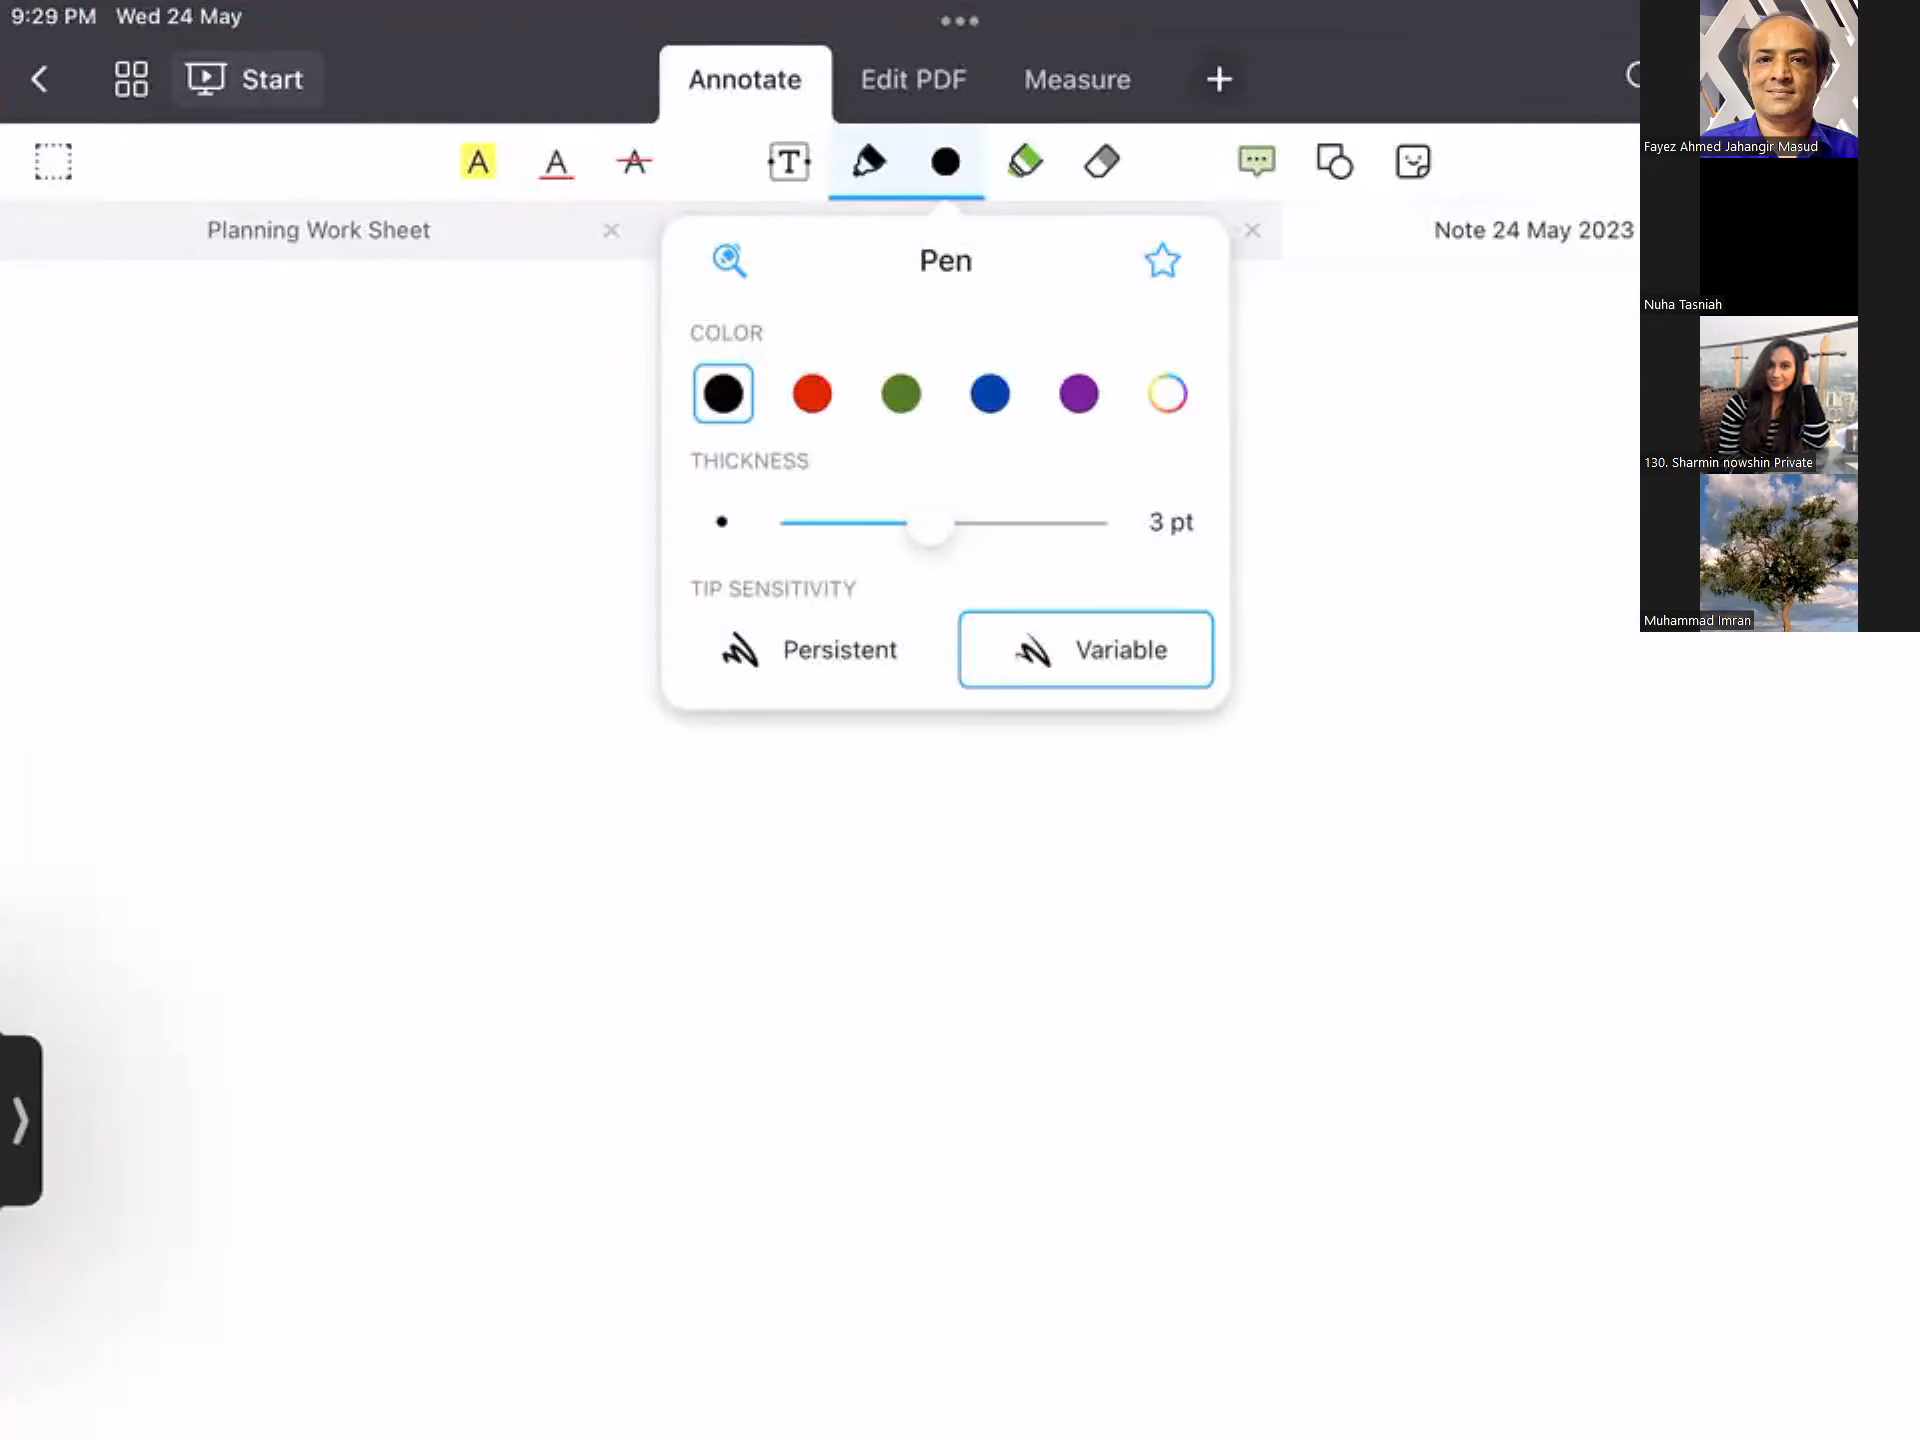 9:29 PM Wed 24 May
Start
Annotate
Edit PDF
Measure
A A A T
Planning Work Sheet
Note 24 May 2023
Pen
COLOR
THICKNESS
3 pt
TIP SENSITIVITY
Persistent
Variable
Fayez Ahmed Jahangir Masud
Nuha Tasniah
130. Sharmin nowshin Private
Muhammad Imran